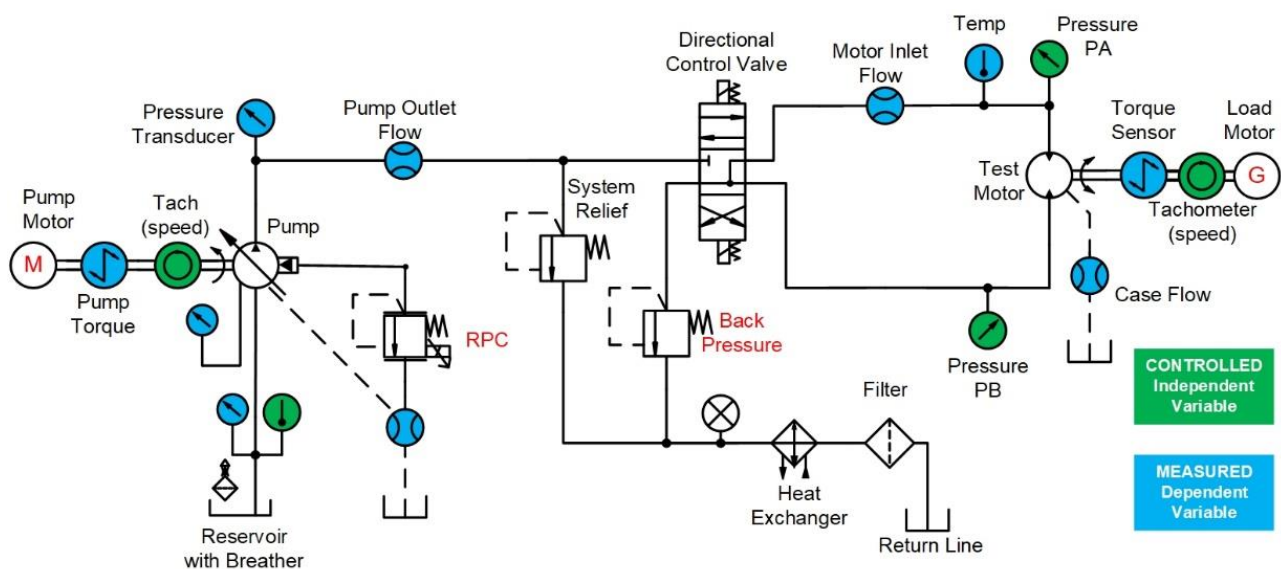 Directional
Control Valve
Motor Inlet
Flow
Temp
Pressure
PA
Pressure
Transducer
Pump Outlet
Flow
Torque
Sensor
Load
Motor
Pump
Motor
Tach
(speed)
Pump
System
Relief
Test
Motor
G
Tachometer
(speed)
M
Pump
Torque
RPC
Back
Pressure
Case Flow
Pressure
PB
Filter
CONTROLLED
Independent
Variable
Heat
Exchanger
MEASURED
Dependent
Variable
Reservoir
with Breather
Return Line